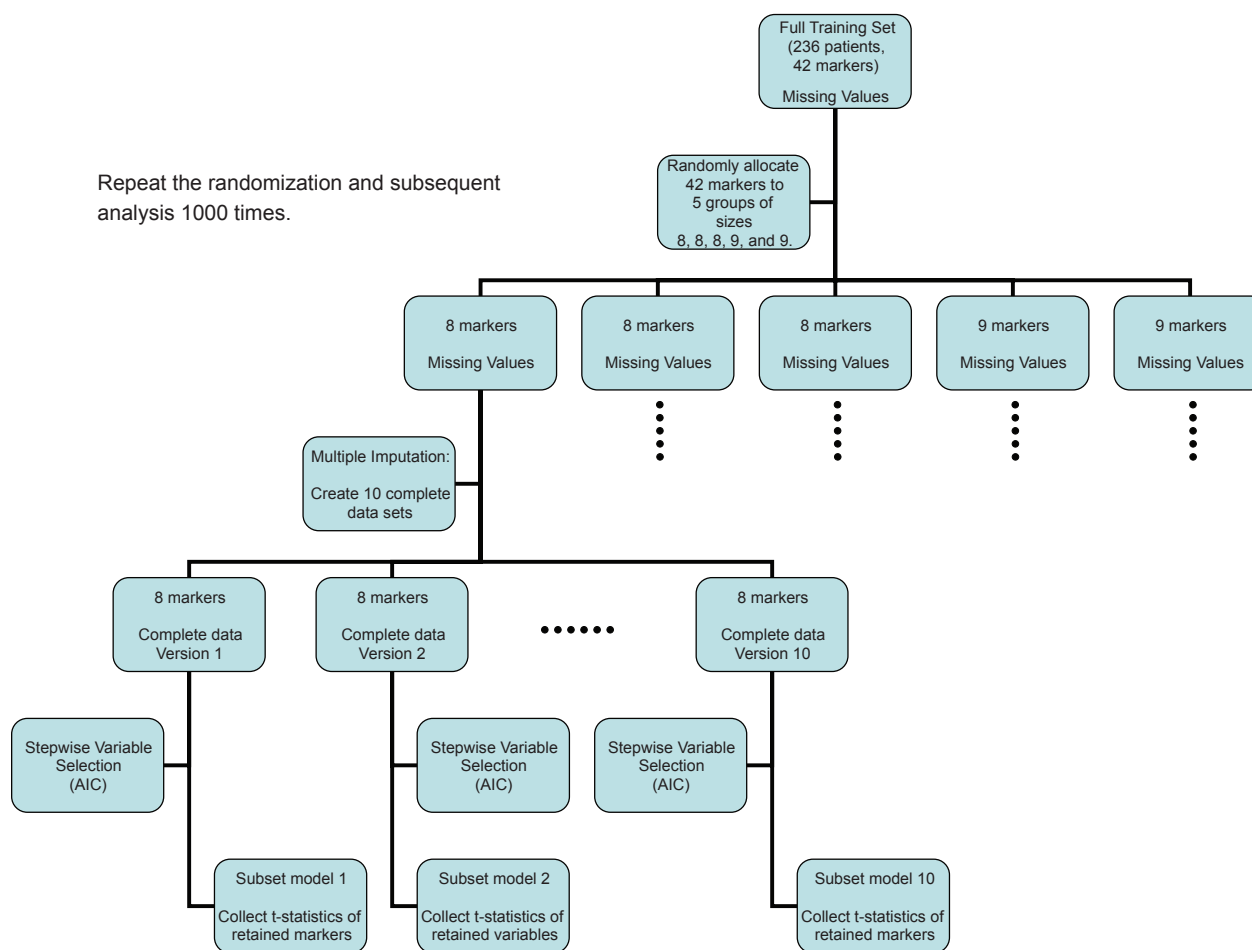 Full Training Set
(236 patients,
42 markers)
Missing Values
Repeat the randomization and subsequent
analysis 1000 times.
Randomly allocate
42 markers to
5 groups of
sizes
8, 8, 8, 9, and 9.
8 markers
Missing Values
8 markers
Missing Values
8 markers
Missing Values
9 markers
Missing Values
9 markers
Missing Values
Multiple Imputation:
Create 10 complete
data sets
8 markers
Complete data
Version 1
8 markers
Complete data
Version 2
8 markers
Complete data
Version 10
Stepwise Variable
Selection
(AIC)
Stepwise Variable
Selection
(AIC)
Stepwise Variable
Selection
(AIC)
Subset model 1
Collect t-statistics of
retained markers
Subset model 2
Collect t-statistics of
retained variables
Subset model 10
Collect t-statistics of
retained markers